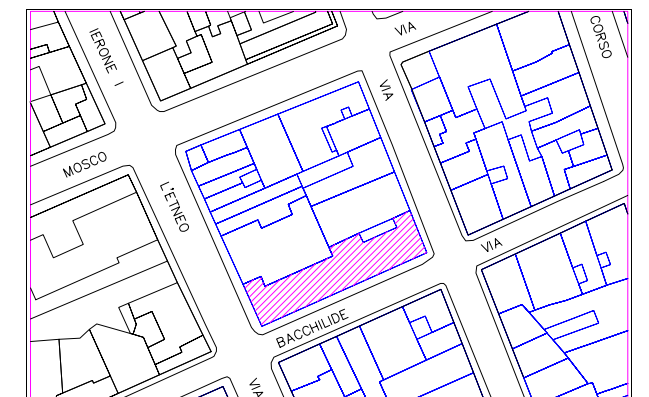 VIA
CORSO
IERONE I
VIA
MOSCO
L'ETNEO
VIA
BACCHILIDE
VIA